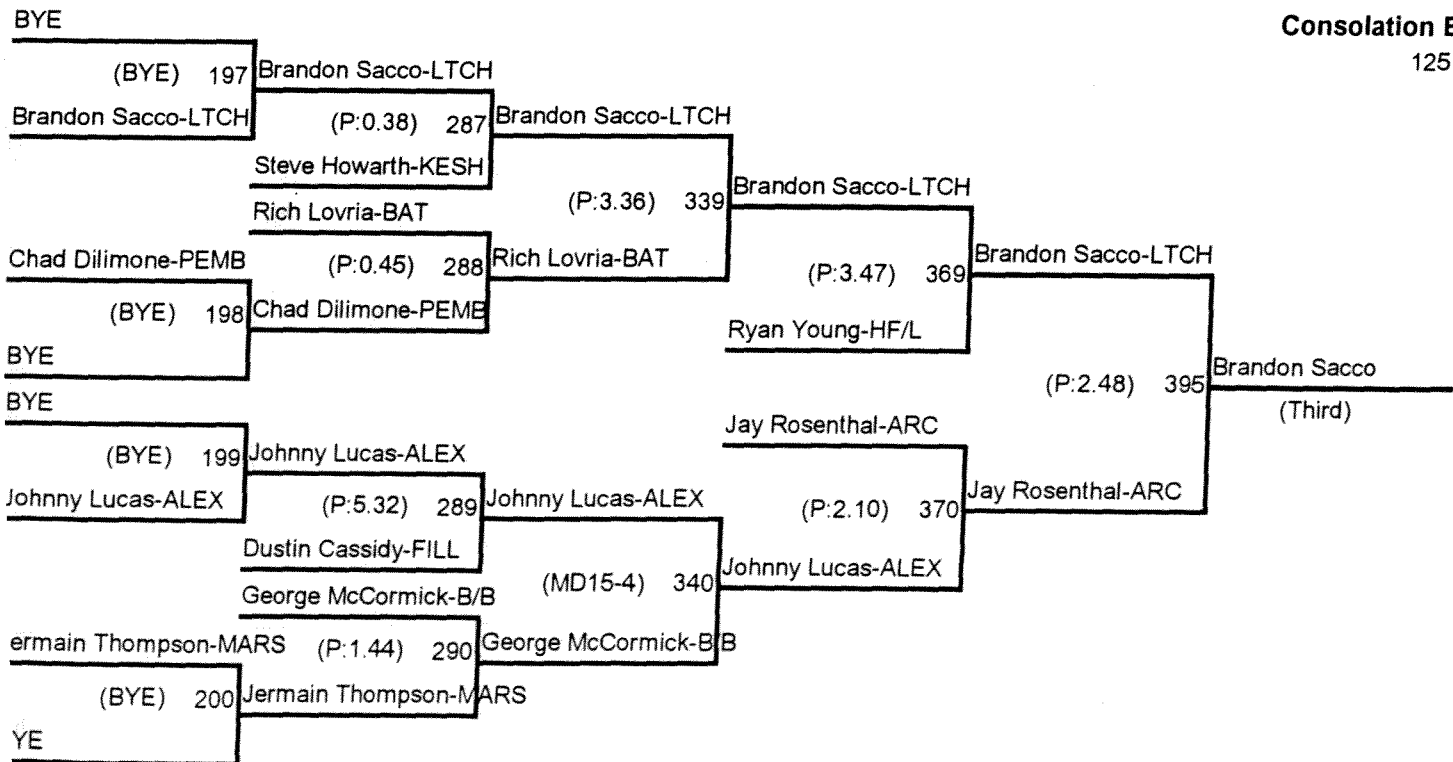 BYE
Consolation
125
(BYE) 197
Brandon Sacco-LTCH
Brandon Sacco-LTCH
(P:0.38) 287
Brandon Sacco-LTCH
Steve Howarth-KESH
(P:3.36) 339
Brandon Sacco-LTCH
Rich Lovria-BAT
Chad Dilimone-PEMB
(P:0.45) 288
Rich Lovria-BAT
(P:3.47) 369
Brandon Sacco-LTCH
(BYE) 198
Chad Dilimone-PEMB
Ryan Young-HF/L
BYE
(P:2.48) 395
Brandon Sacco
(Third)
BYE
Jay Rosenthal-ARC
(BYE) 199
Johnny Lucas-ALEX
Johnny Lucas-ALEX
(P:5.32) 289
Johnny Lucas-ALEX
(P:2.10) 370
Jay Rosenthal-ARC
Dustin Cassidy-FILL
(MD15-4) 340
Johnny Lucas-ALEX
George McCormick-B/B
ermain Thompson-MARS
(P:1.44) 290
George McCormick-B/B
(BYE) 200
Jermain Thompson-MARS
YE